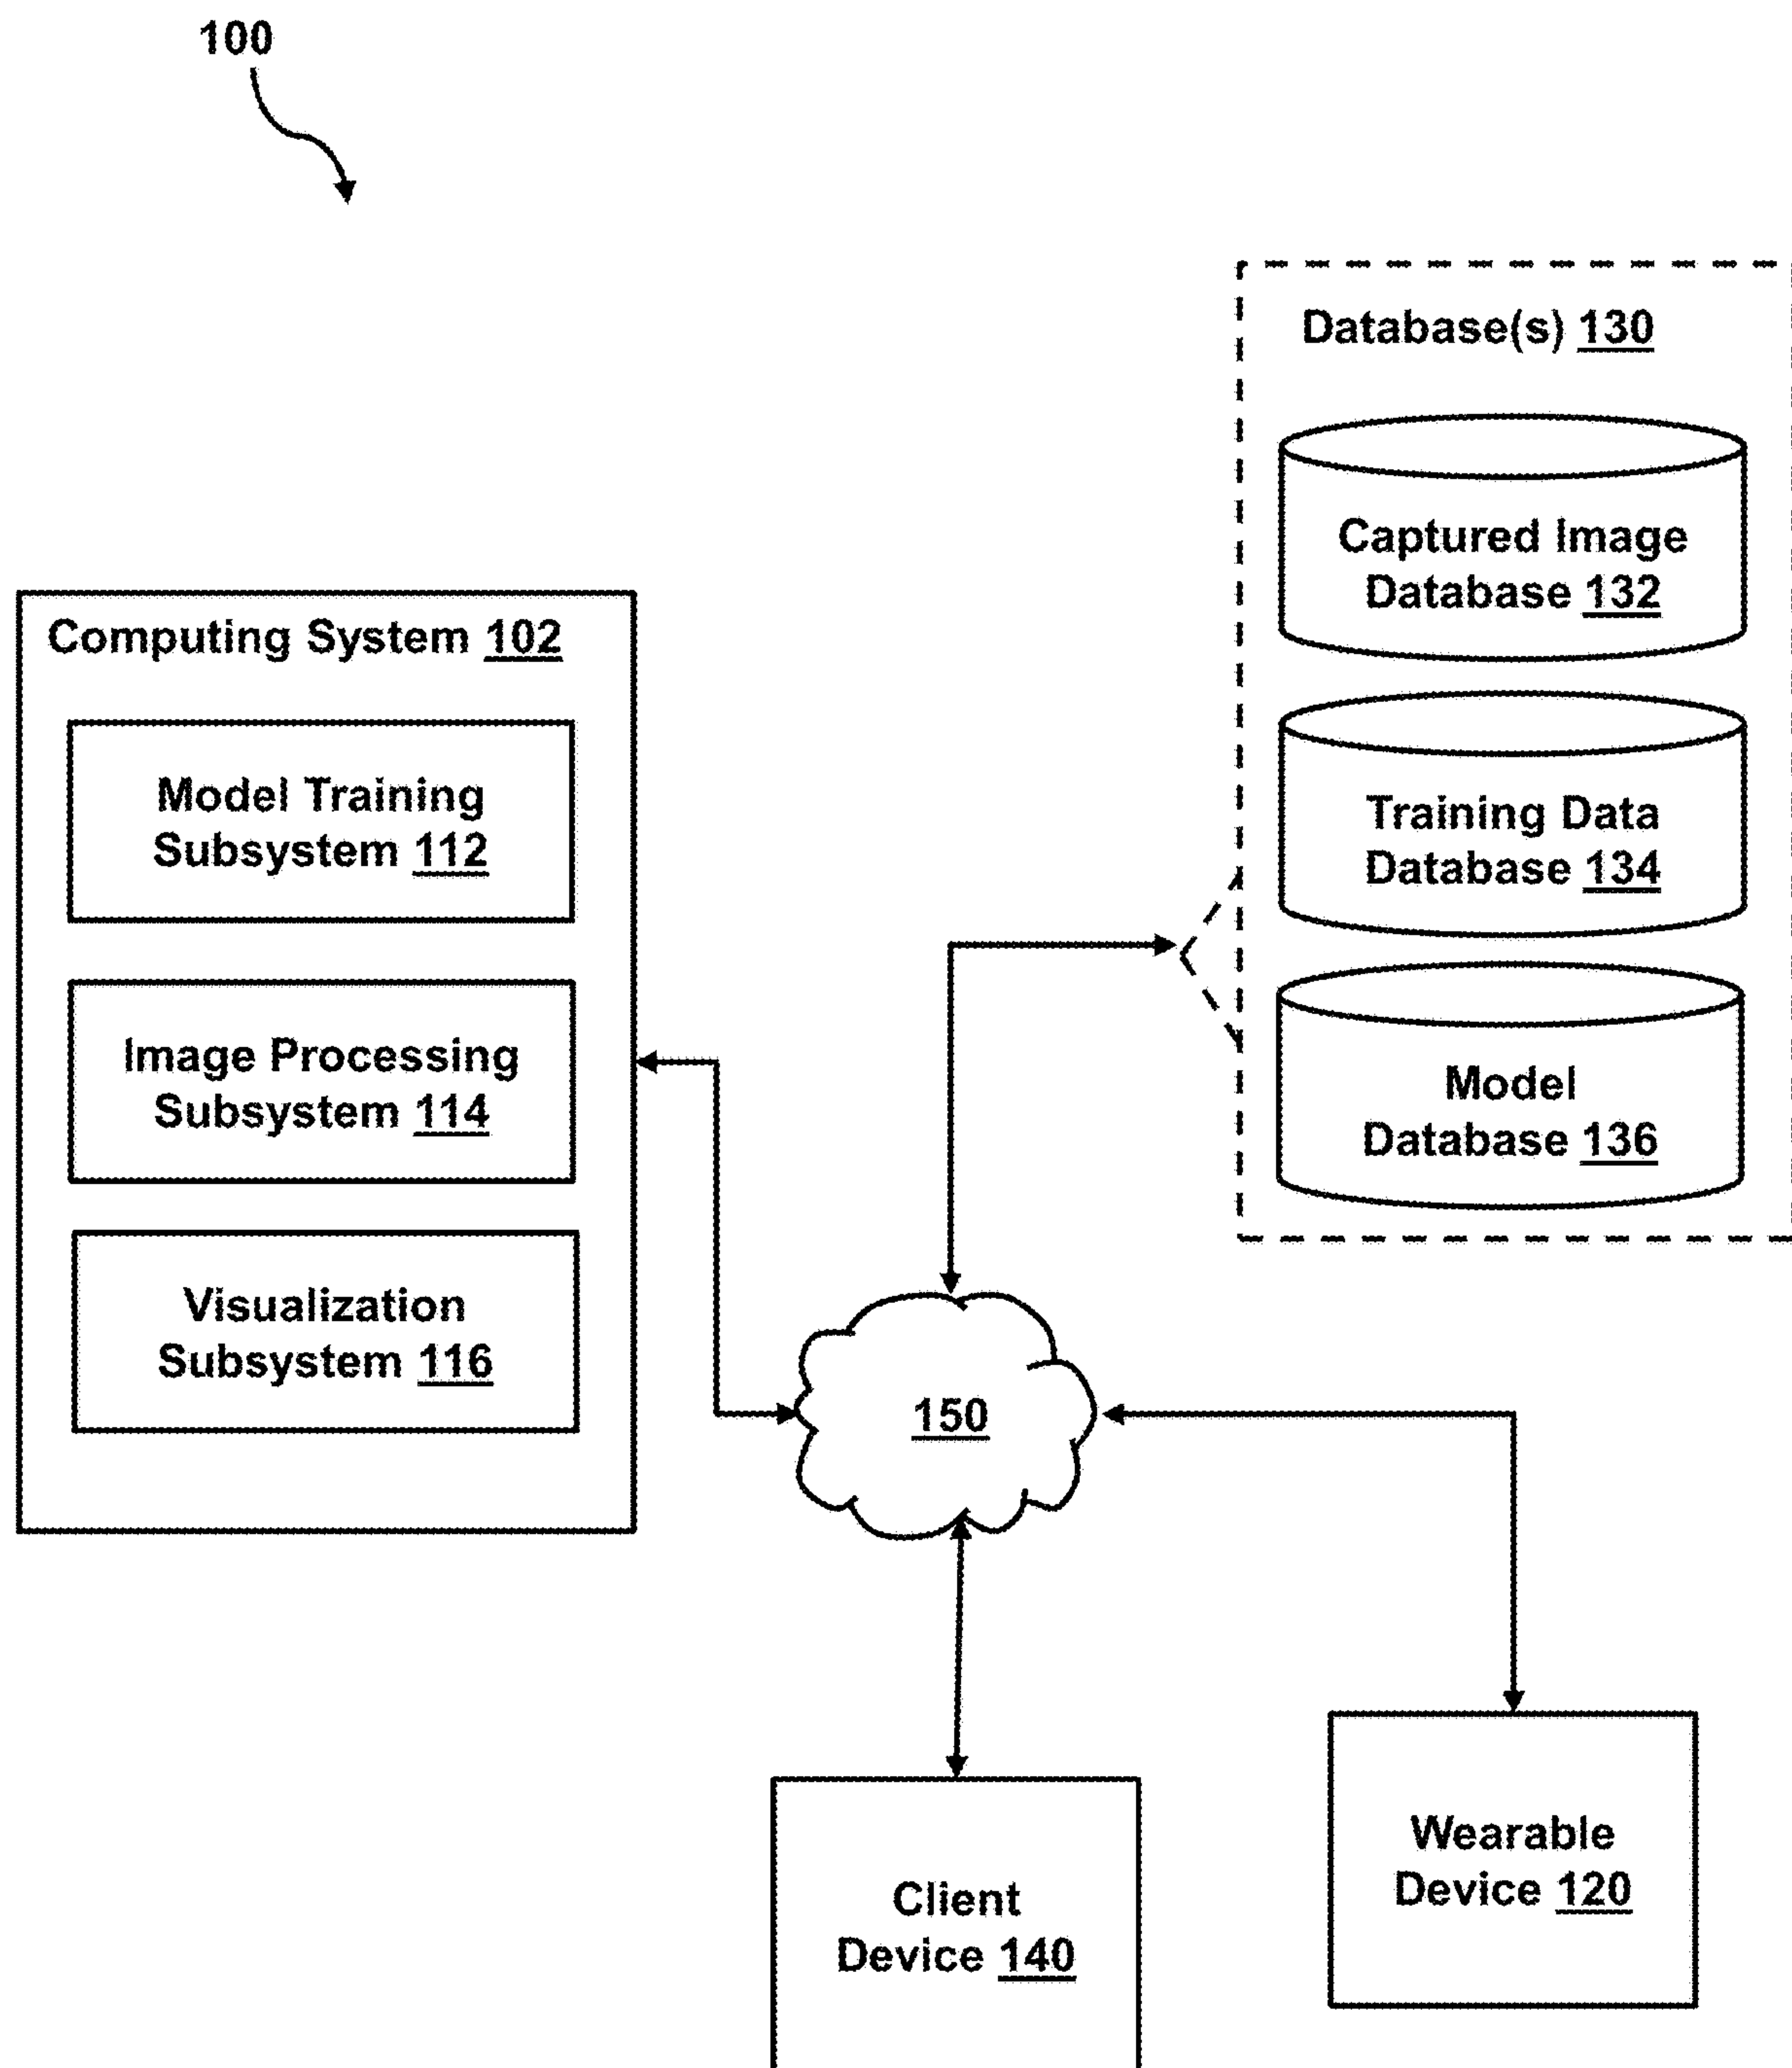 100
Database(s) 130
Captured Image
Database 132
Training Data
Database 134
Model
Database 136
Computing System 102
Model Training
Subsystem 112
Image Processing
Subsystem 114
Visualization
Subsystem 116
150
Client
Device 140
Wearable
Device 120